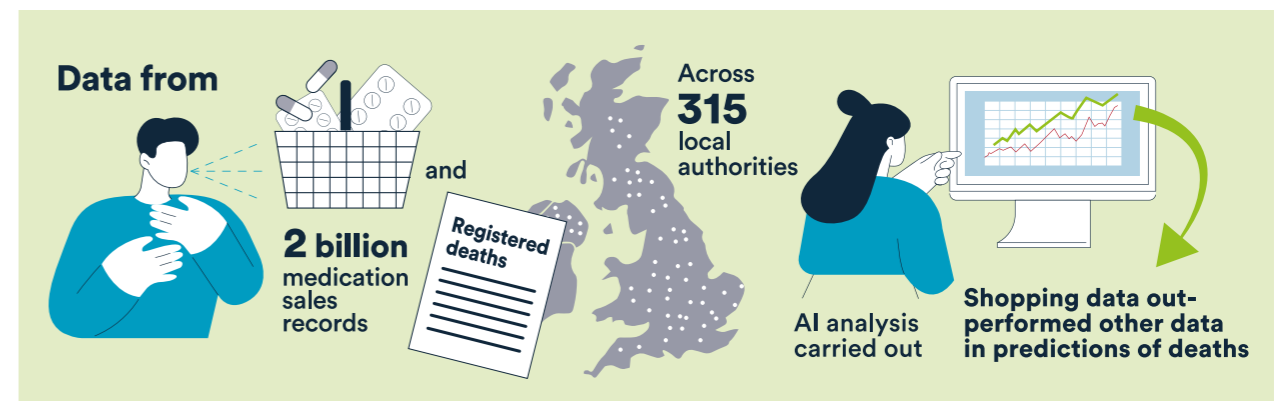 Data from
2 billion
medication
sales
records
and
Registered
deaths
Across
315
local
authorities
AI analysis
carried out
Shopping data out-
performed other data
in predictions of deaths